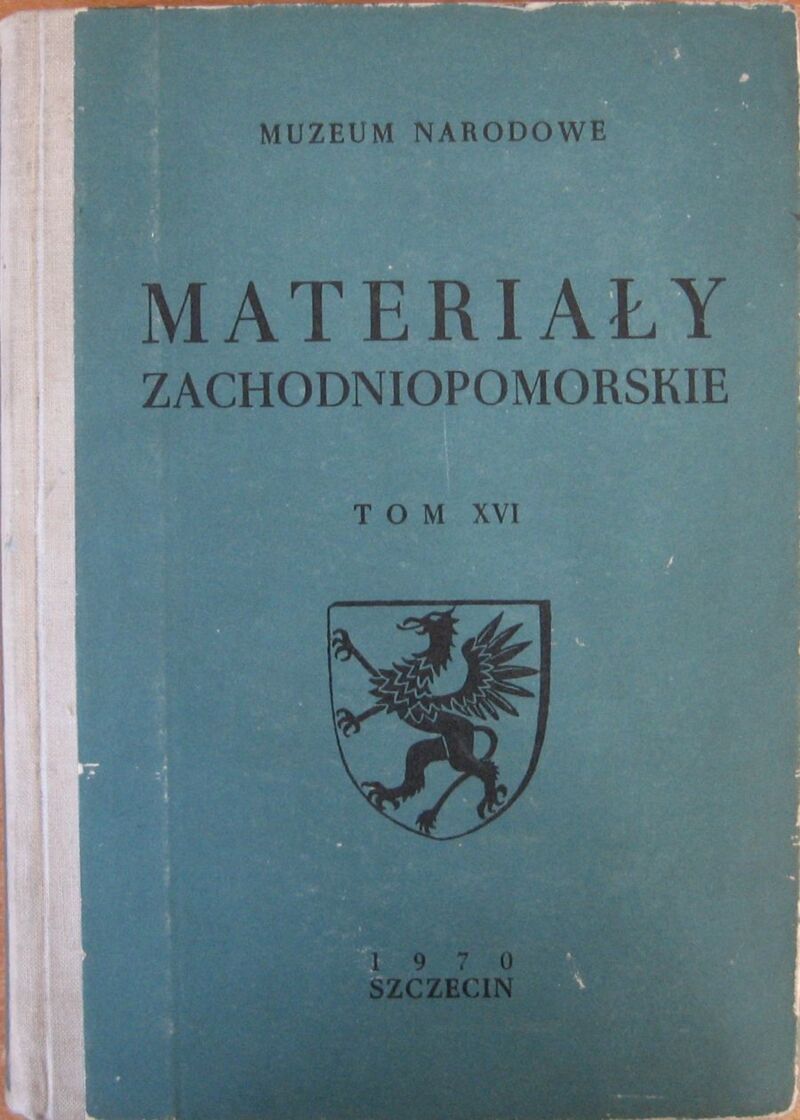 MUZEUM NARODOWE
MATERIAŁY
ZACHODNIOPOMORSKIE
TOM XVI
1970
SZCZECIN